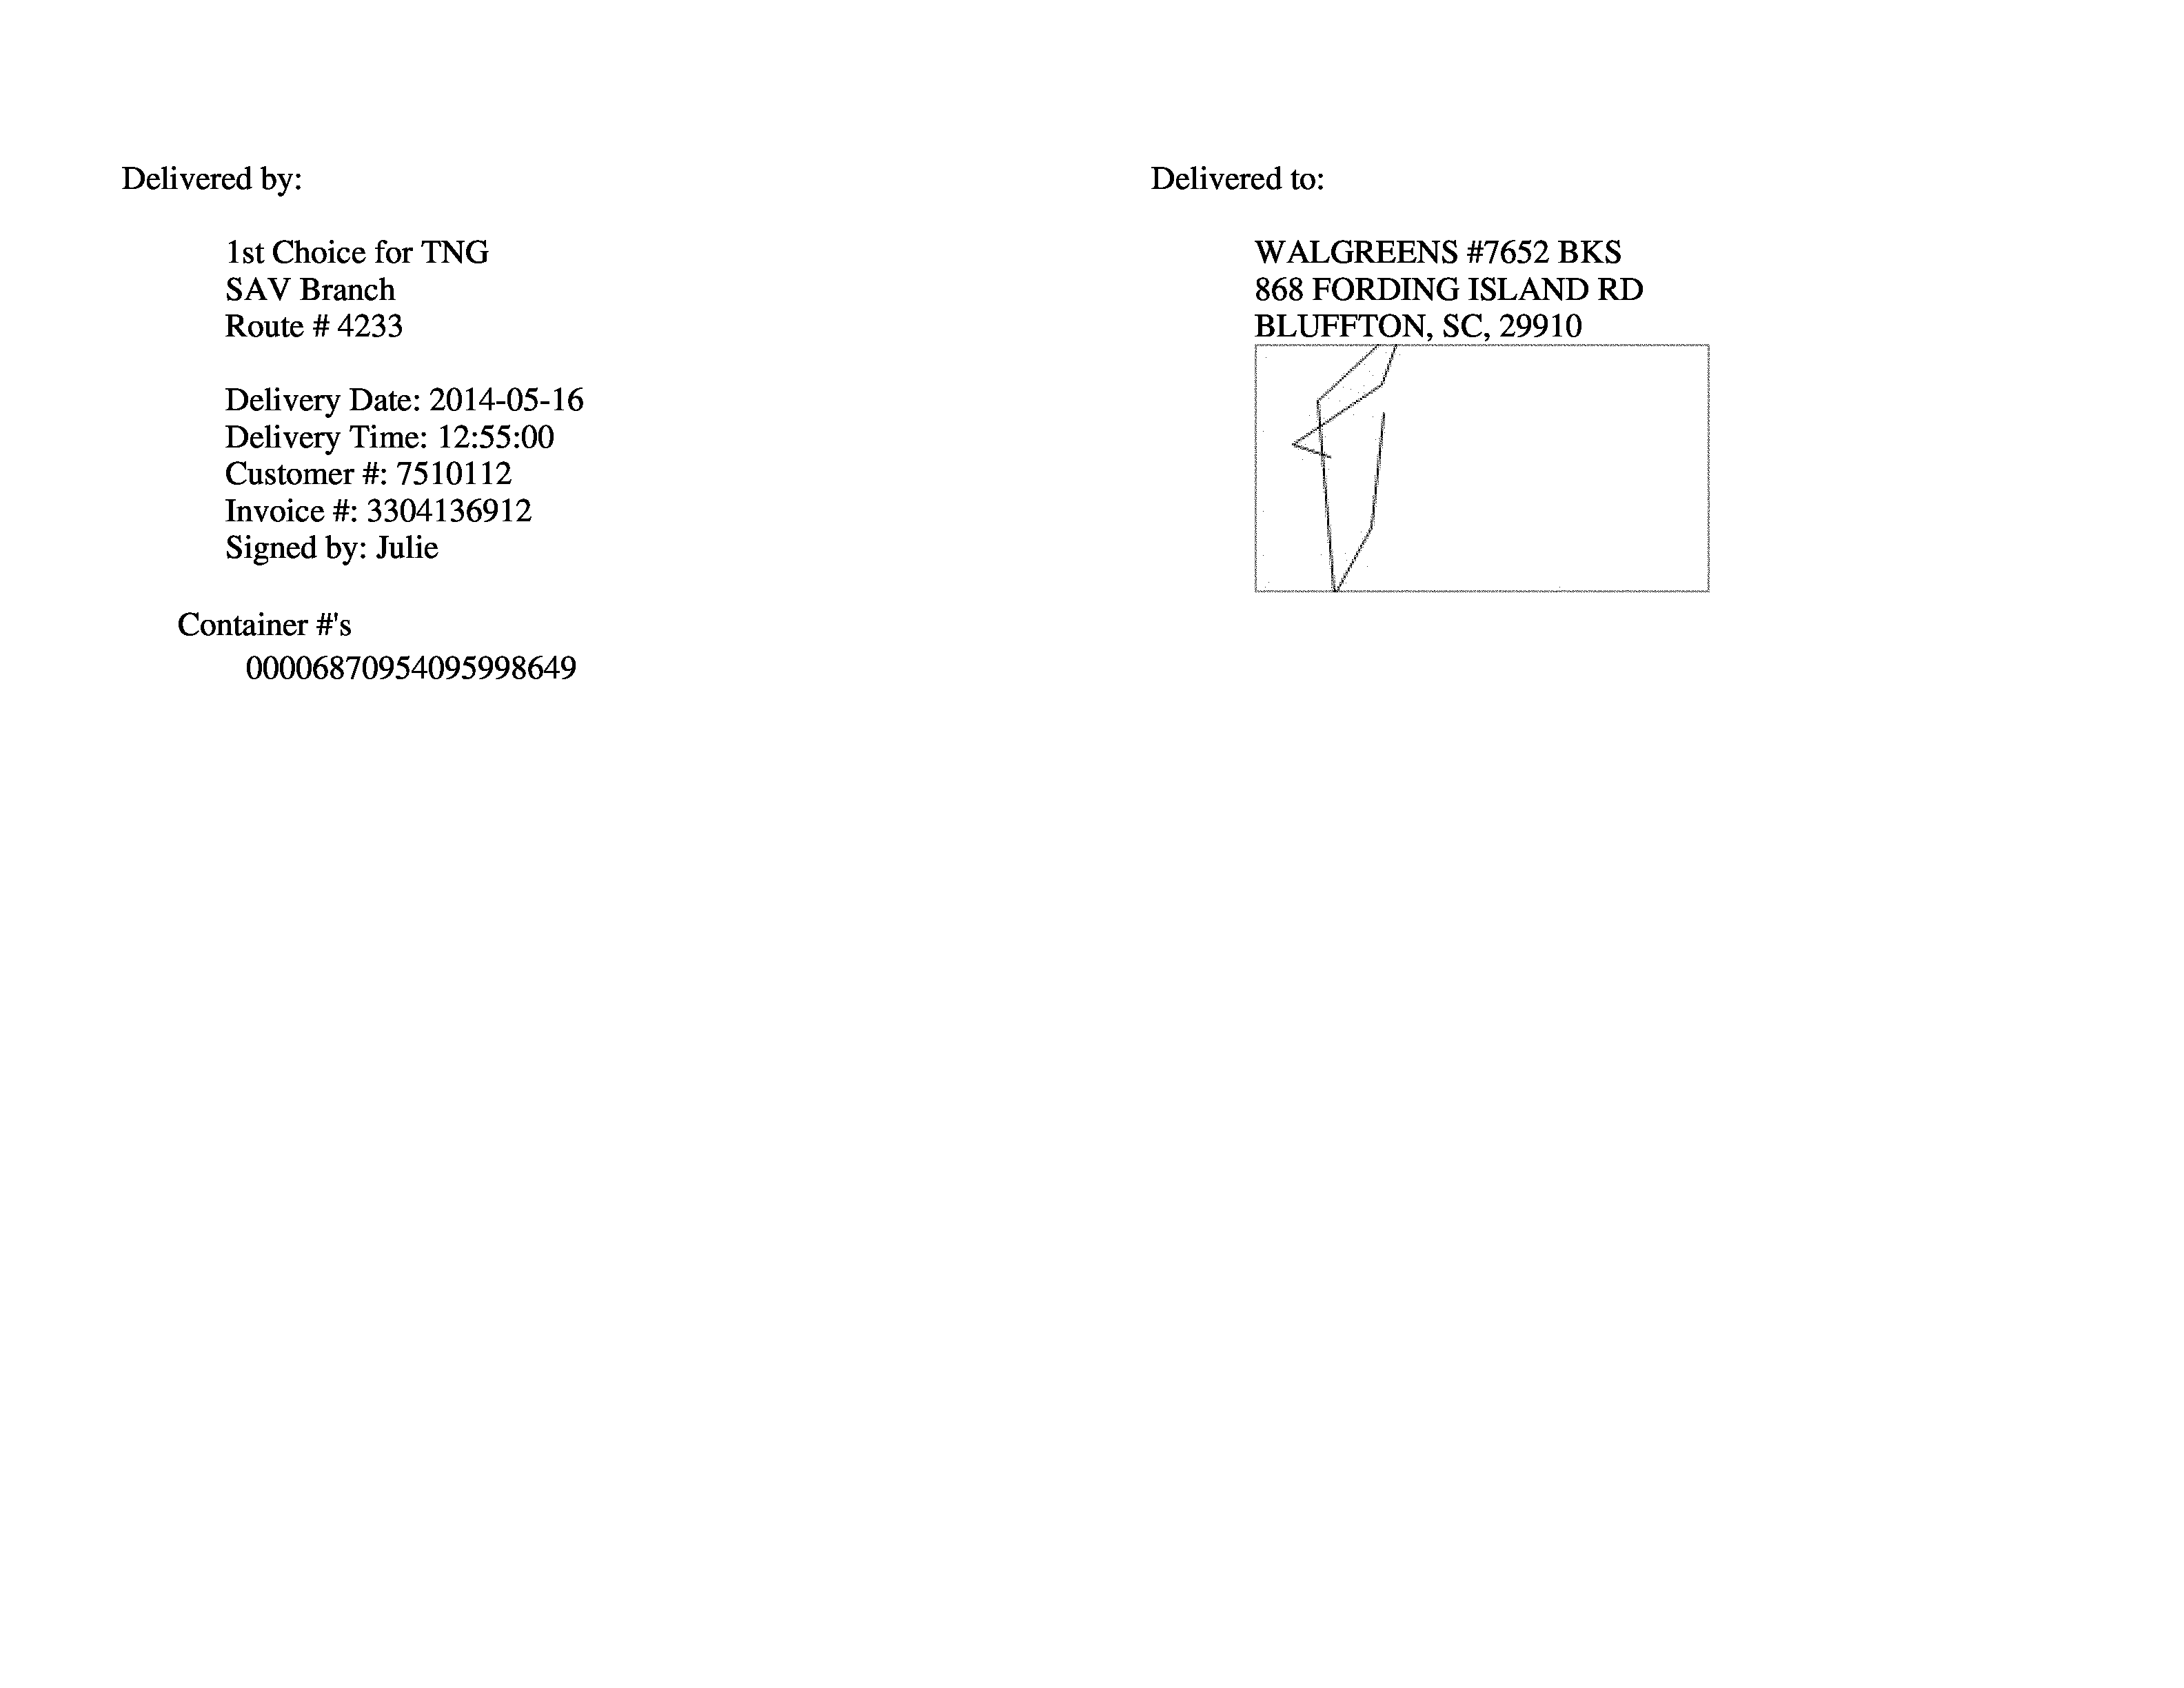 Delivered by:
1st Choice for TNG
SAV Branch
Route # 4233
Delivery Date: 2014-05-16
Delivery Time: 12:55:00
Customer #: 7510112
Invoice #: 3304136912
Signed by: Julie
Container #'s
00006870954095998649
Delivered to:
WALGREENS #7652 BKS
868 FORDING ISLAND RD
BLUFFTON, SC, 29910